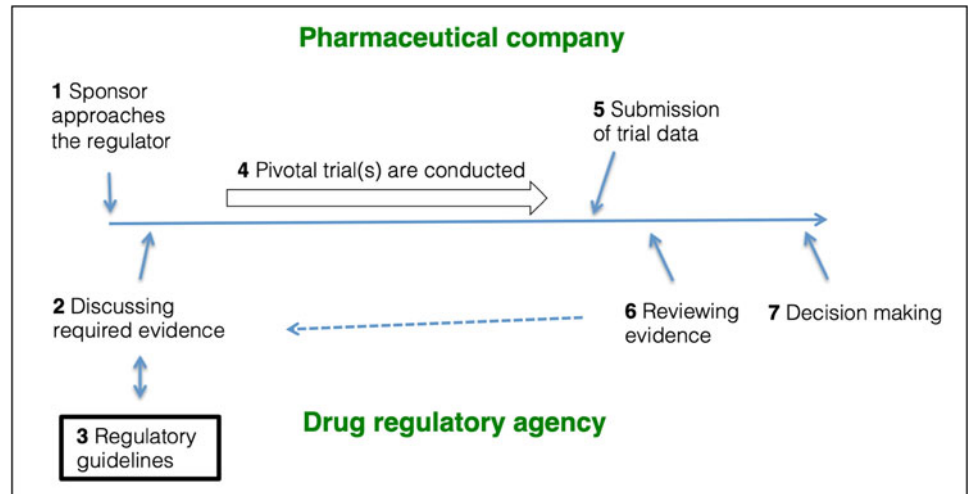 Pharmaceutical company
1 Sponsor
approaches
the regulator
5 Submission
of trial data
4 Pivotal trial(s) are conducted
2 Discussing
required evidence
6 Reviewing
evidence
7 Decision making
3 Regulatory
guidelines
Drug regulatory agency